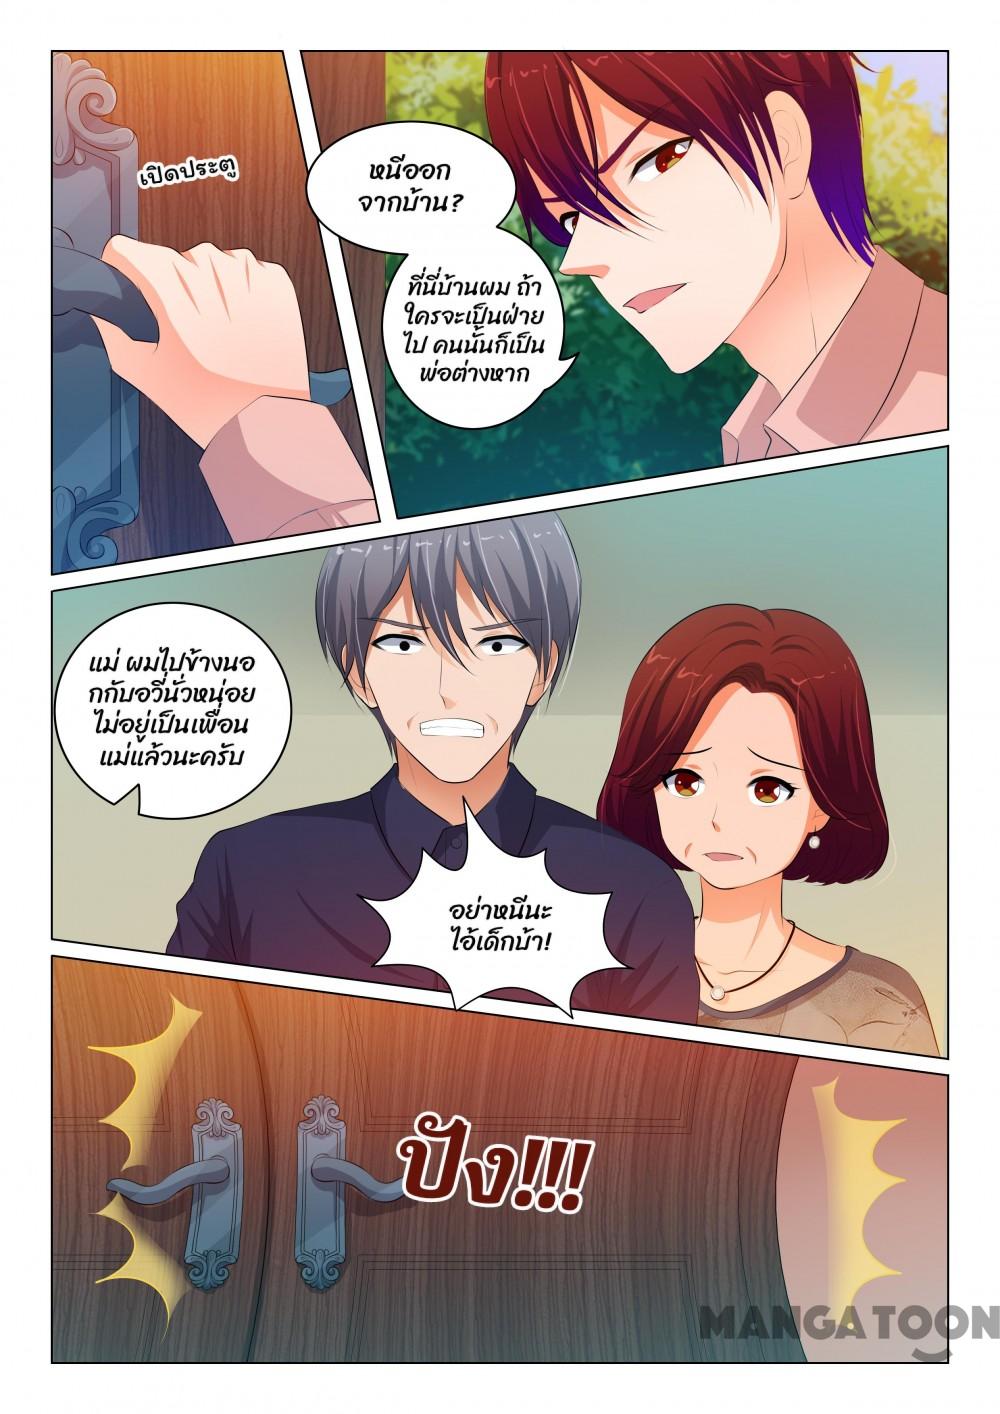 เปิดประตู
หนีออก
จากบ้าน?
ที่นี่บ้านผม ถ้า
ใครจะเป็นฝ่าย
ไป คนนั้นก็เป็น
พ่อต่างหาก
แม่ ผมไปข้างนอ
กกับอวี่นั่วหน่อย
ไม่อยู่เป็นเพื่อน
แม่แล้วนะครับ
อย่าหนีนะ
ไอ้เด็กบ้า!
ปัง!!!
MANGATOON